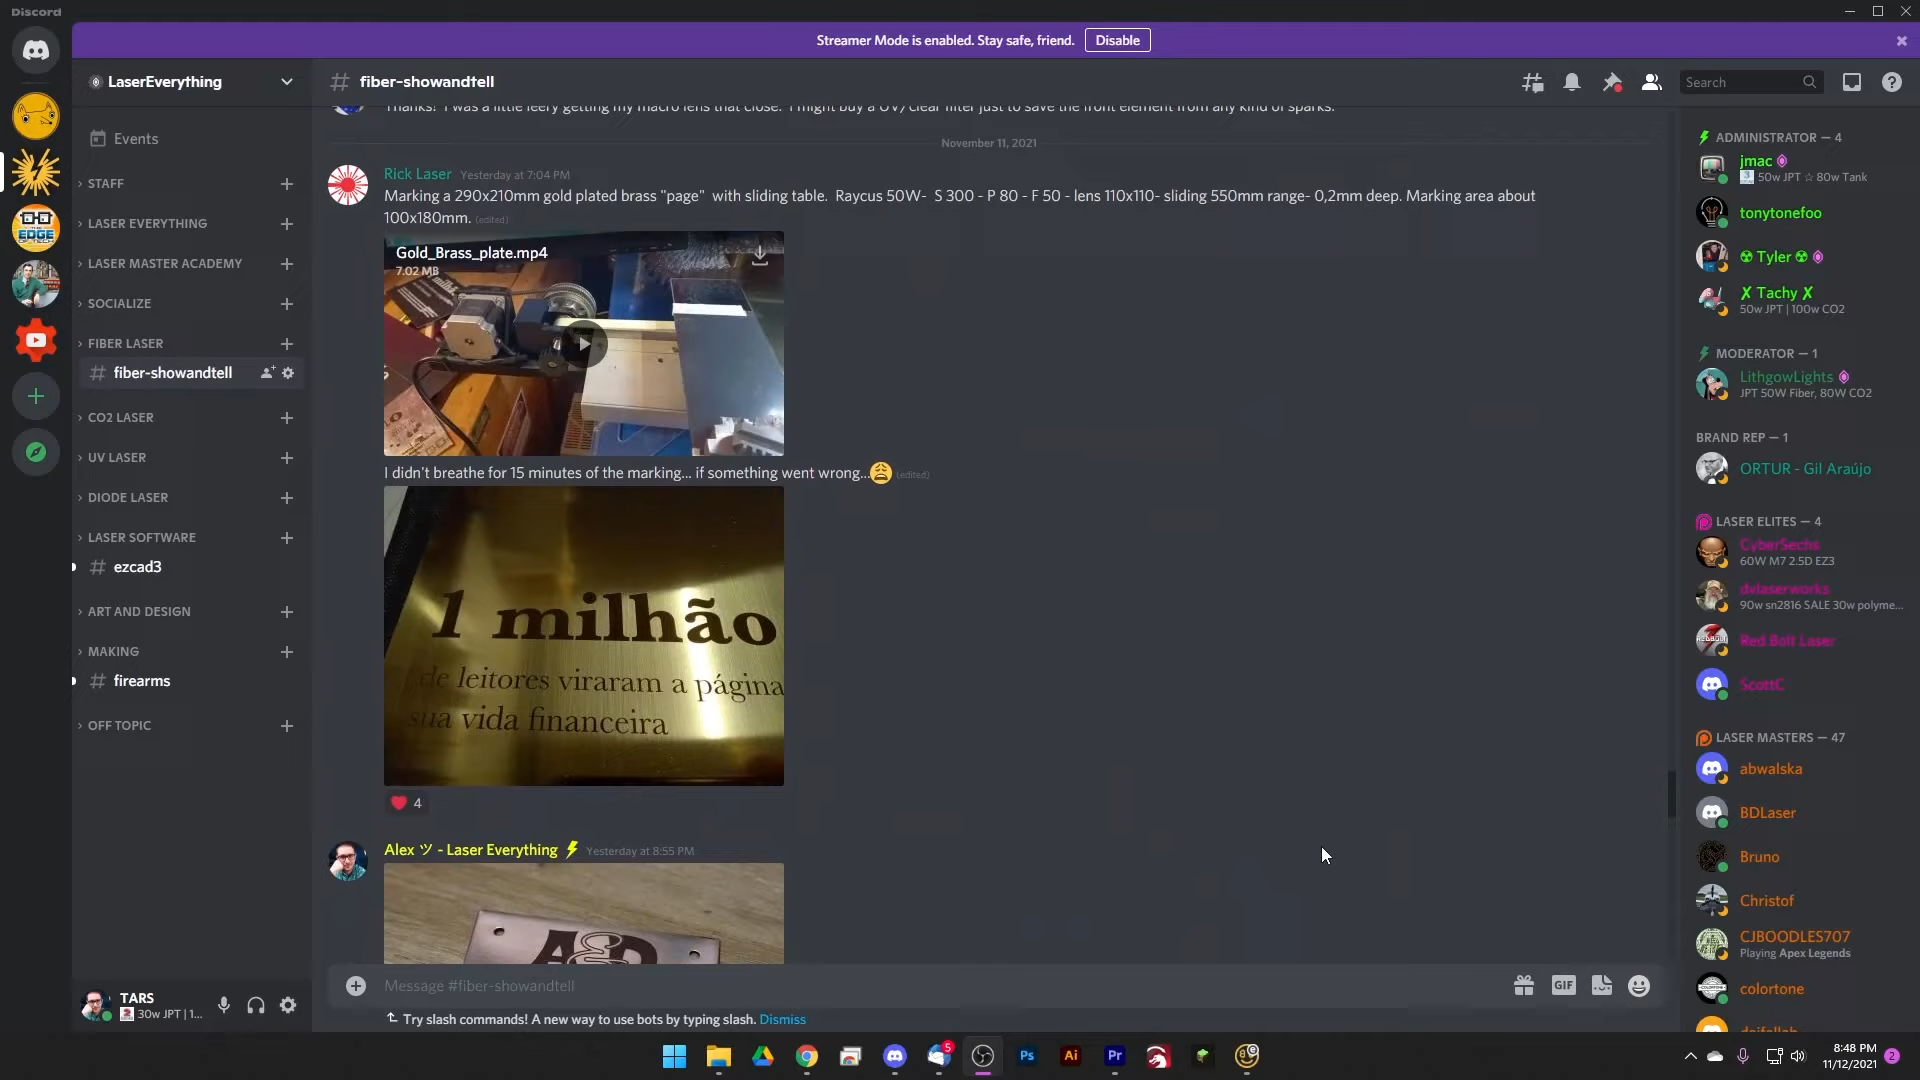 Discord
Streamer Mode is enabled. Stay safe, friend. Disable
LaserEverything
fiber-showandtell
Search
Events
STAFF
LASER EVERYTHING
LASER MASTER ACADEMY
SOCIALIZE
FIBER LASER
fiber-showandtell
CO2 LASER
UV LASER
DIODE LASER
LASER SOFTWARE
ezcad3
ART AND DESIGN
MAKING
firearms
OFF TOPIC
TARS
30w JPT | 1...
Thanks! I was a little leery getting my macro lens that close. I might buy a UV/clear filter just to save the front element from any kind of sparks.
November 11, 2021
Rick Laser Yesterday at 7:04 PM
Marking a 290x210mm gold plated brass "page" with sliding table. Raycus 50W- S 300 - P 80 - F 50 - lens 110x110- sliding 550mm range- 0,2mm deep. Marking area about
100x180mm. (edited)
Gold_Brass_plate.mp4
7.02 MB
I didn't breathe for 15 minutes of the marking... if something went wrong...😩 (edited)
1 milhão
de leitores viraram a página
sua vida financeira
4
Alex ツ - Laser Everything Yesterday at 8:55 PM
A&D
Message #fiber-showandtell
GIF
Try slash commands! A new way to use bots by typing slash. Dismiss
ADMINISTRATOR — 4
jmac
50w JPT ☆ 80w Tank
tonytonefoo
☢ Tyler ☢
✗ Tachy ✗
50w JPT | 100w CO2
MODERATOR — 1
LithgowLights
JPT 50W Fiber, 80W CO2
BRAND REP — 1
ORTUR - Gil Araújo
LASER ELITES — 4
CyberSechs
60W M7 2.5D EZ3
dvlaserworks
90w sn2816 SALE 30w polyme...
Red Bolt Laser
ScottC
LASER MASTERS — 47
abwalska
BDLaser
Bruno
Christof
CJBOODLES707
Playing Apex Legends
colortone
5
Ps
Ai
Pr
8:48 PM
11/12/2021
2